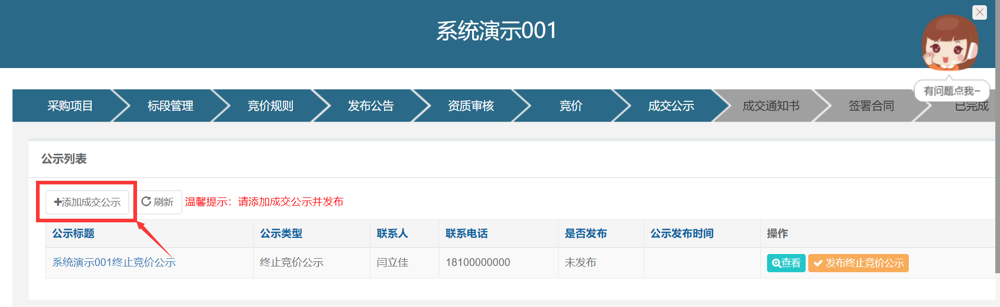 系统演示001
有问题点我~
采购项目 标段管理 竞价规则 发布公告 资质审核 竞价 成交公示 成交通知书 签署合同 已完成
公示列表
添加成交公示 刷新 温馨提示：请添加成交公示并发布
公示标题 公示类型 联系人 联系电话 是否发布 公示发布时间 操作
系统演示001终止竞价公示 终止竞价公示 闫立佳 18100000000 未发布 查看 发布终止竞价公示